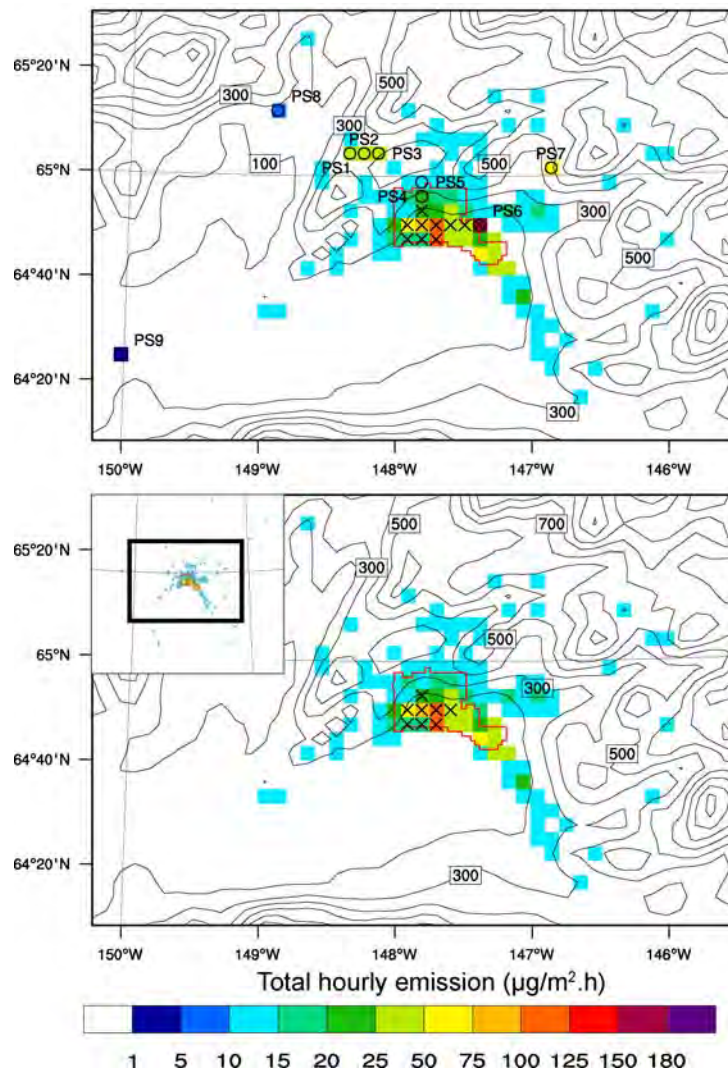 65°20'N
65°N
64°40'N
64°20'N
500
300
PS8
300
PS2
PS3
PS1
100
500
PS7
PS5
PS4
PS6
300
500
PS9
300
150°W 149°W 148°W 147°W 146°W
65°20'N
65°N
64°40'N
64°20'N
500
700
300
500
300
500
300
150°W 149°W 148°W 147°W 146°W
Total hourly emission (µg/m².h)
1 5 10 15 20 25 50 75 100 125 150 180